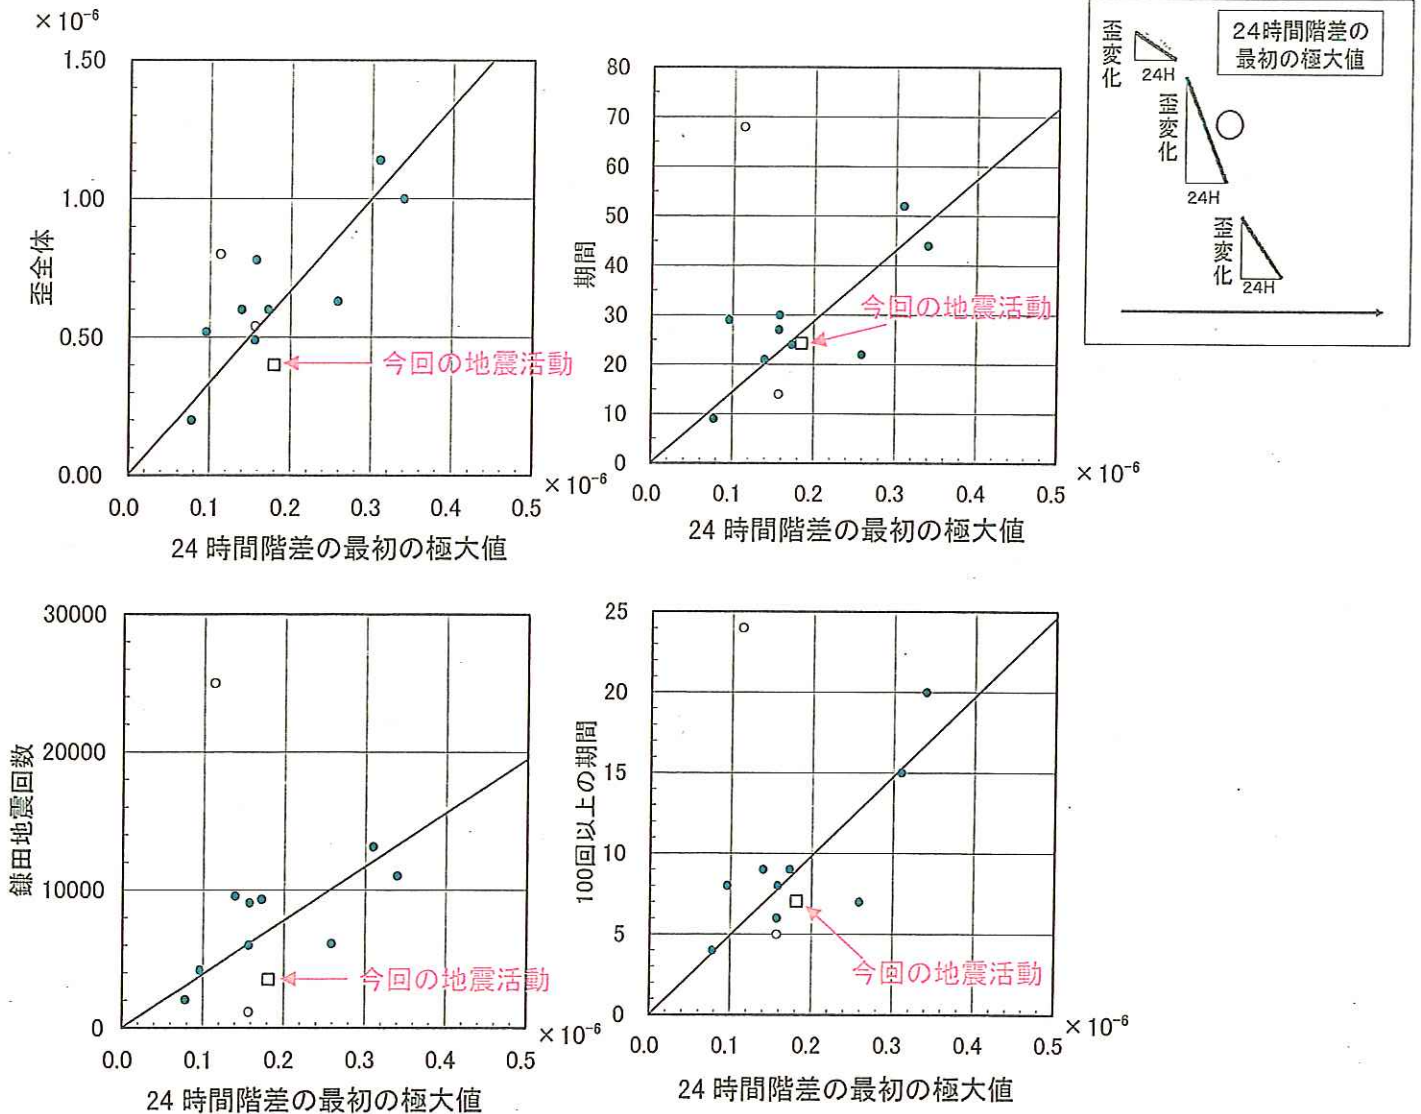 ×10⁻⁶
1.50
1.00
0.50
0.00
歪全体
今回の地震活動
0.0 0.1 0.2 0.3 0.4 0.5
×10⁻⁶
24 時間階差の最初の極大値
80
70
60
50
40
30
20
10
0
期間
今回の地震活動
0.0 0.1 0.2 0.3 0.4 0.5
×10⁻⁶
24 時間階差の最初の極大値
24時間階差の
最初の極大値
歪変化
24H
歪変化
24H
歪変化
24H
30000
20000
10000
0
鎌田地震回数
今回の地震活動
0.0 0.1 0.2 0.3 0.4 0.5
×10⁻⁶
24 時間階差の最初の極大値
25
20
15
10
5
0
100回以上の期間
今回の地震活動
0.0 0.1 0.2 0.3 0.4 0.5
×10⁻⁶
24 時間階差の最初の極大値